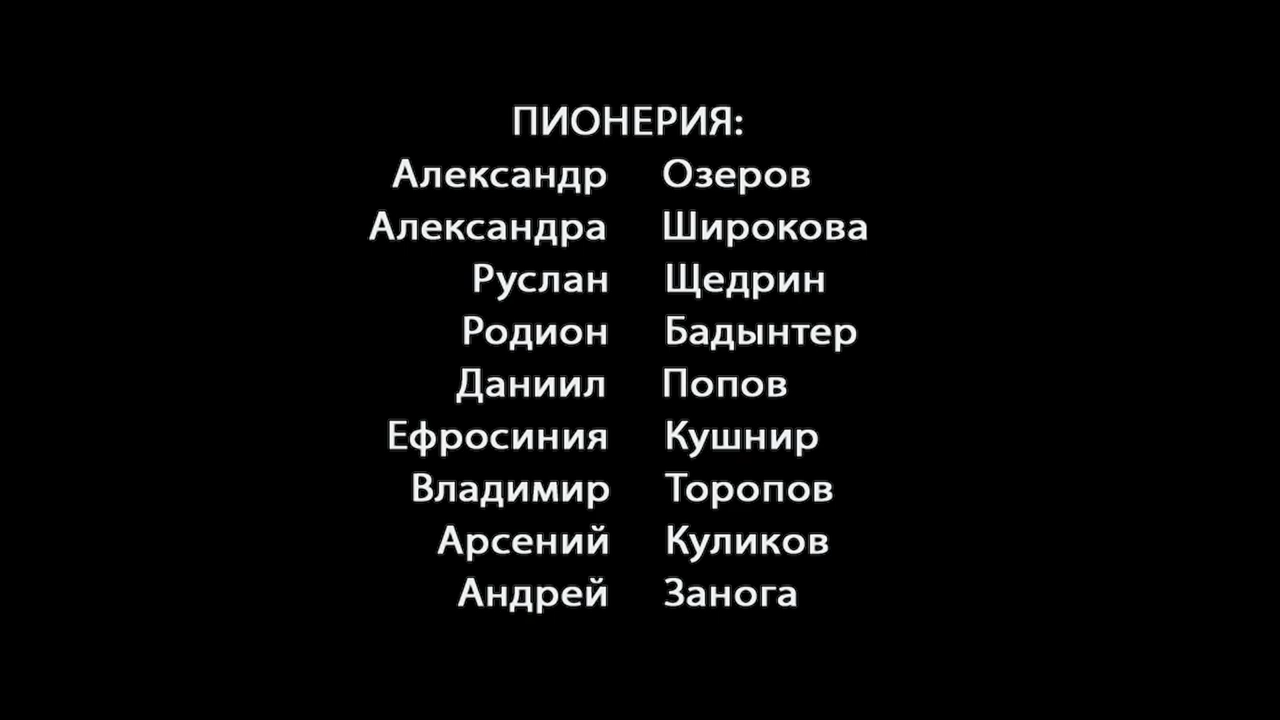 ПИОНЕРИЯ:
Александр Озеров
Александра Широкова
Руслан Щедрин
Родион Бадынтер
Даниил Попов
Ефросиния Кушнир
Владимир Торопов
Арсений Куликов
Андрей Занога